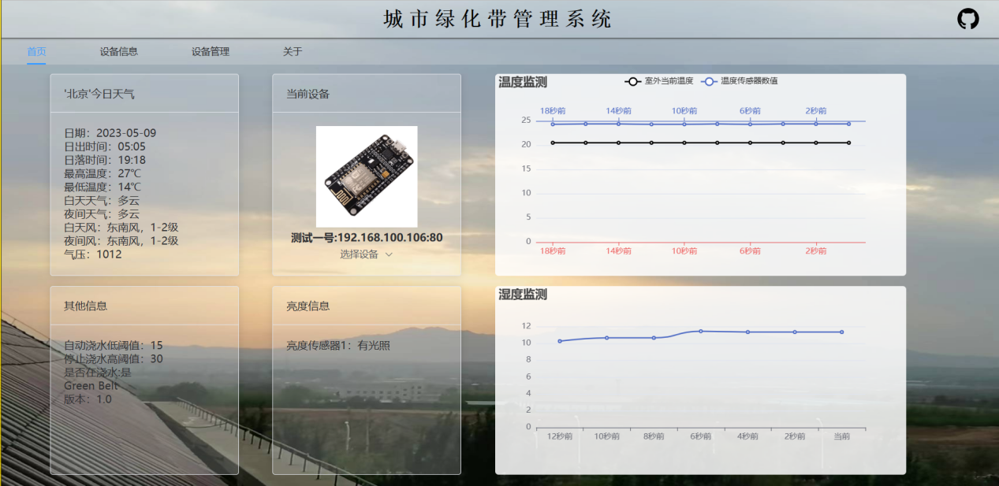 城市绿化带管理系统
首页 设备信息 设备管理 关于
'北京'今日天气
日期：2023-05-09
日出时间：05:05
日落时间：19:18
最高温度：27℃
最低温度：14℃
白天天气：多云
夜间天气：多云
白天风：东南风，1-2级
夜间风：东南风，1-2级
气压：1012
当前设备
测试一号:192.168.100.106:80
选择设备
温度监测
室外当前温度 温度传感器数值
18秒前 14秒前 10秒前 6秒前 2秒前
25
20
15
10
5
0
18秒前 14秒前 10秒前 6秒前 2秒前
其他信息
自动浇水低阈值：15
停止浇水高阈值：30
是否在浇水:是
Green Belt
版本：1.0
亮度信息
亮度传感器1：有光照
湿度监测
12
10
8
6
4
2
0
12秒前 10秒前 8秒前 6秒前 4秒前 2秒前 当前